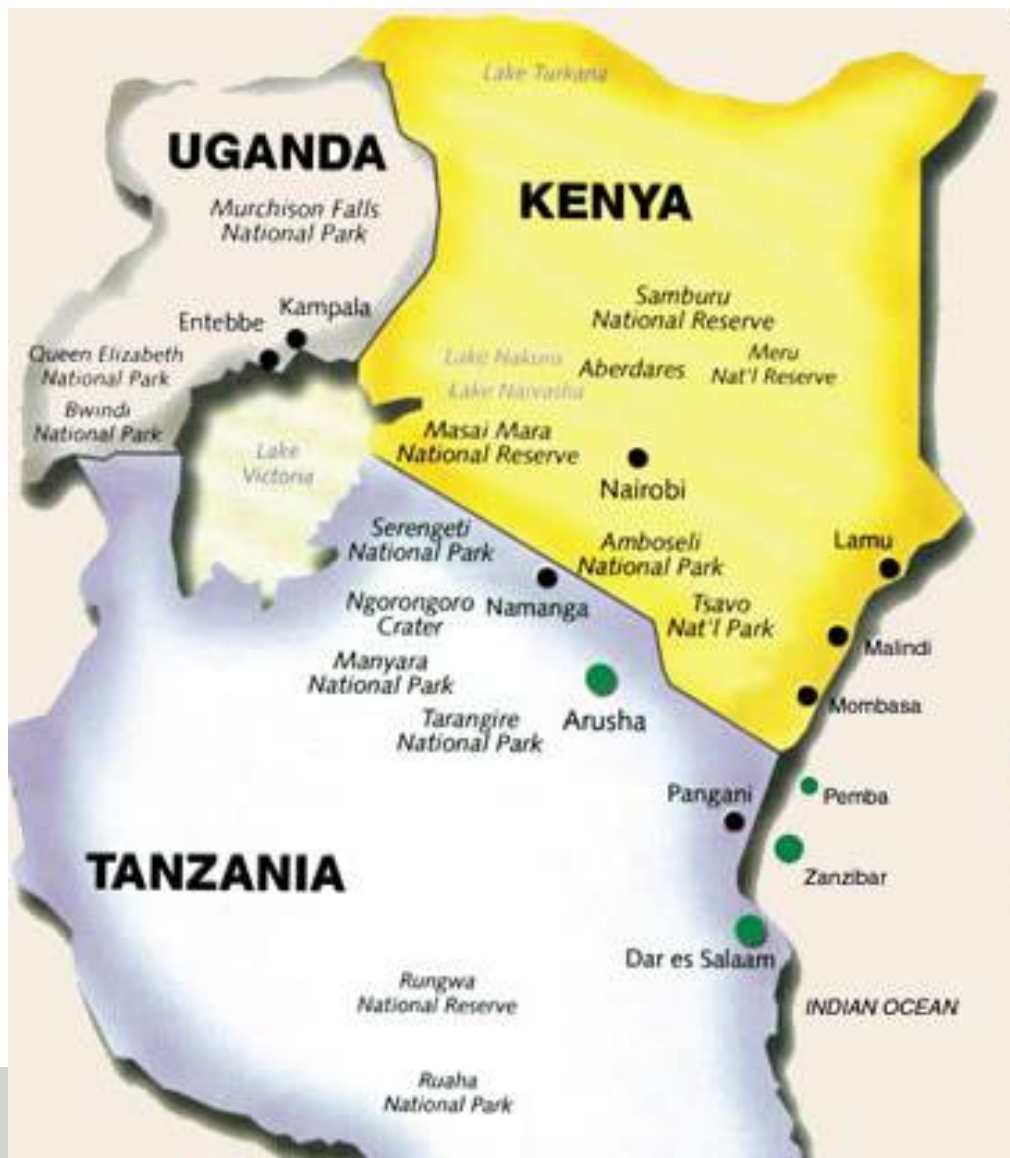 Lake Turkana
UGANDA
KENYA
Murchison Falls
National Park
Samburu
National Reserve
Kampala
Entebbe
Queen Elizabeth
National Park
Lake Nakuru
Aberdares
Meru
Nat'l Reserve
Lake Naivasha
Bwindi
National Park
Masai Mara
National Reserve
Lake
Victoria
Nairobi
Serengeti
National Park
Amboseli
National Park
Lamu
Ngorongoro
Crater
Namanga
Tsavo
Nat'l Park
Malindi
Manyara
National Park
Mombasa
Tarangire
National Park
Arusha
Pangani
Pemba
TANZANIA
Zanzibar
Dar es Salaam
Rungwa
National Reserve
INDIAN OCEAN
Ruaha
National Park